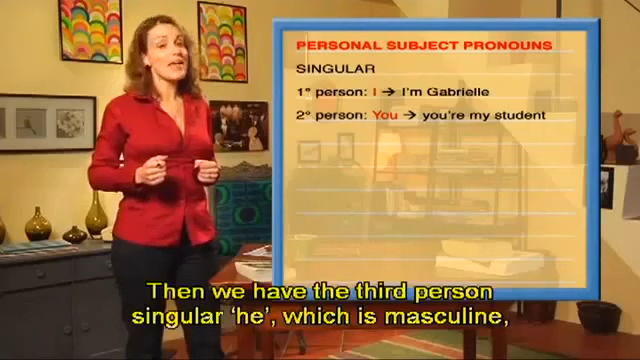 PERSONAL SUBJECT PRONOUNS
SINGULAR
1° person: I → I'm Gabrielle
2° person: You → you're my student
Then we have the third person
singular 'he', which is masculine,